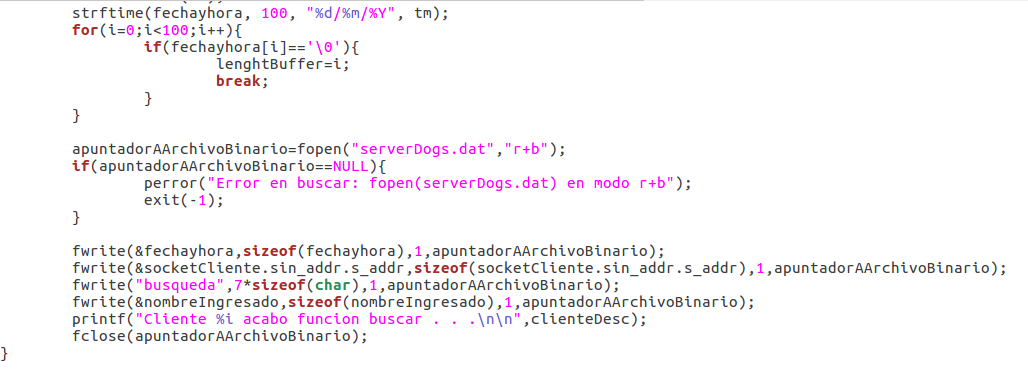 strftime(fechayhora, 100, "%d/%m/%Y", tm);
for(i=0;i<100;i++){
if(fechayhora[i]=='\0'){
lenghtBuffer=i;
break;
}
}
apuntadorAArchivoBinario=fopen("serverDogs.dat","r+b");
if(apuntadorAArchivoBinario==NULL){
perror("Error en buscar: fopen(serverDogs.dat) en modo r+b");
exit(-1);
}
fwrite(&fechayhora,sizeof(fechayhora),1,apuntadorAArchivoBinario);
fwrite(&socketCliente.sin_addr.s_addr,sizeof(socketCliente.sin_addr.s_addr),1,apuntadorAArchivoBinario);
fwrite("busqueda",7*sizeof(char),1,apuntadorAArchivoBinario);
fwrite(&nombreIngresado,sizeof(nombreIngresado),1,apuntadorAArchivoBinario);
printf("Cliente %i acabo funcion buscar . . .\n\n",clienteDesc);
fclose(apuntadorAArchivoBinario);
}